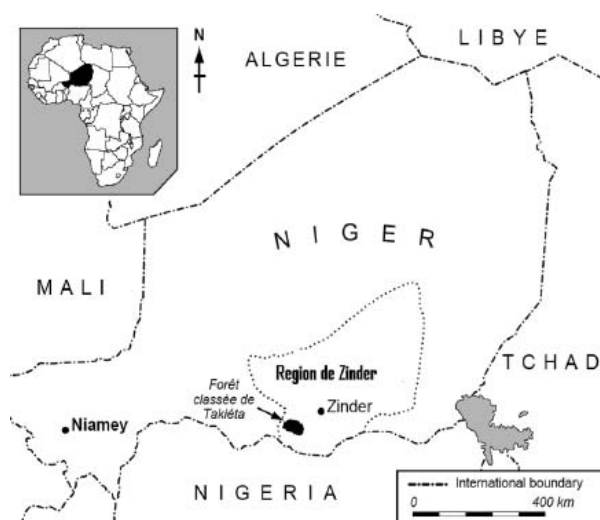 N
ALGERIE
LIBYE
NIGER
MALI
TCHAD
Region de Zinder
Forêt
classée de
Takiéta
Zinder
Niamey
NIGERIA
International boundary
0 400 km